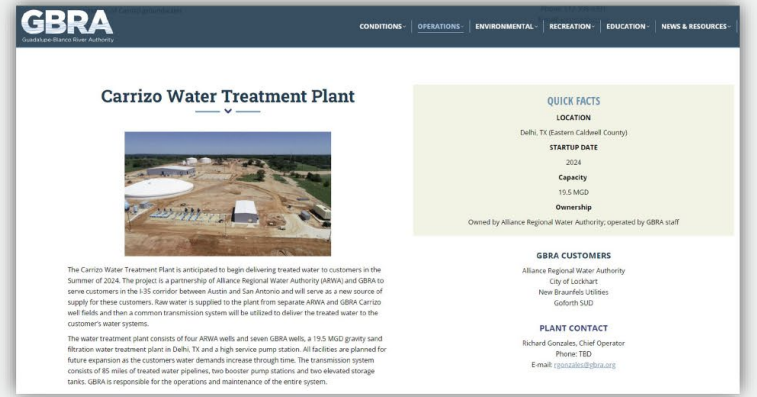 GBRA
Guadalupe-Blanco River Authority
CONDITIONS
OPERATIONS
ENVIRONMENTAL
RECREATION
EDUCATION
NEWS & RESOURCES
Carrizo Water Treatment Plant
The Carrizo Water Treatment Plant is anticipated to begin delivering treated water to customers in the
Summer of 2024. The project is a partnership of Alliance Regional Water Authority (ARWA) and GBRA to
serve customers in the I-35 corridor between Austin and San Antonio and will serve as a new source of
supply for these customers. Raw water is supplied to the plant from separate ARWA and GBRA Carrizo
well fields and then a common transmission system will be utilized to deliver the treated water to the
customer's water systems.
The water treatment plant consists of four ARWA wells and seven GBRA wells, a 19.5 MGD gravity sand
filtration water treatment plant in Delhi, TX and a high service pump station. All facilities are planned for
future expansion as the customers water demands increase through time. The transmission system
consists of 85 miles of treated water pipelines, two booster pump stations and two elevated storage
tanks. GBRA is responsible for the operations and maintenance of the entire system.
QUICK FACTS
LOCATION
Delhi, TX (Eastern Caldwell County)
STARTUP DATE
2024
Capacity
19.5 MGD
Ownership
Owned by Alliance Regional Water Authority; operated by GBRA staff
GBRA CUSTOMERS
Alliance Regional Water Authority
City of Lockhart
New Braunfels Utilities
Goforth SUD
PLANT CONTACT
Richard Gonzales, Chief Operator
Phone: TBD
E-mail: rgonzales@gbra.org